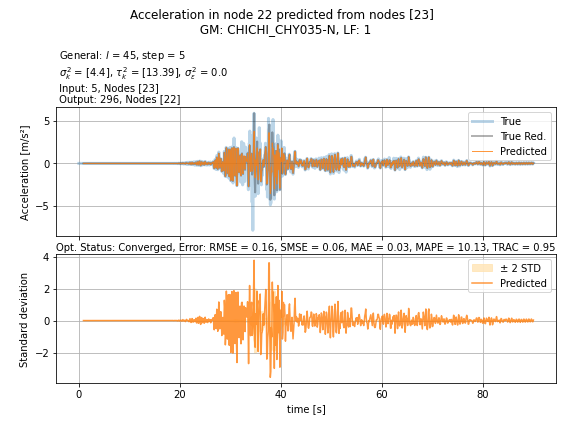 Acceleration in node 22 predicted from nodes [23]
GM: CHICHI_CHY035-N, LF: 1
General: l = 45, step = 5
σ²ₖ = [4.4], τ²ₖ = [13.39], σ²ε = 0.0
Input: 5, Nodes [23]
Output: 296, Nodes [22]
True
True Red.
Predicted
Acceleration [m/s²]
5
0
−5
Opt. Status: Converged, Error: RMSE = 0.16, SMSE = 0.06, MAE = 0.03, MAPE = 10.13, TRAC = 0.95
± 2 STD
Predicted
Standard deviation
4
2
0
−2
0 20 40 60 80
time [s]